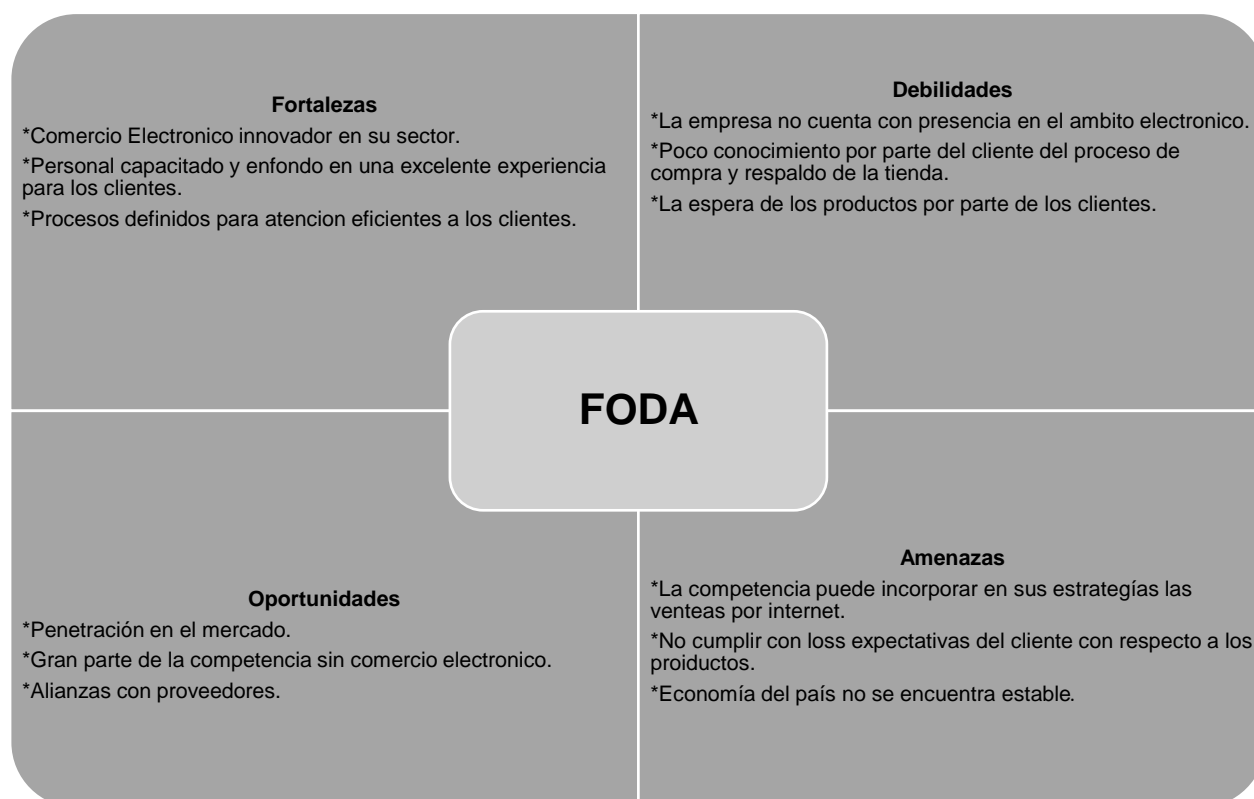 Fortalezas
*Comercio Electronico innovador en su sector.
*Personal capacitado y enfondo en una excelente experiencia
para los clientes.
*Procesos definidos para atencion eficientes a los clientes.
Debilidades
*La empresa no cuenta con presencia en el ambito electronico.
*Poco conocimiento por parte del cliente del proceso de
compra y respaldo de la tienda.
*La espera de los productos por parte de los clientes.
FODA
Oportunidades
*Penetración en el mercado.
*Gran parte de la competencia sin comercio electronico.
*Alianzas con proveedores.
Amenazas
*La competencia puede incorporar en sus estrategías las
venteas por internet.
*No cumplir con loss expectativas del cliente con respecto a los
proiductos.
*Economía del país no se encuentra estable.